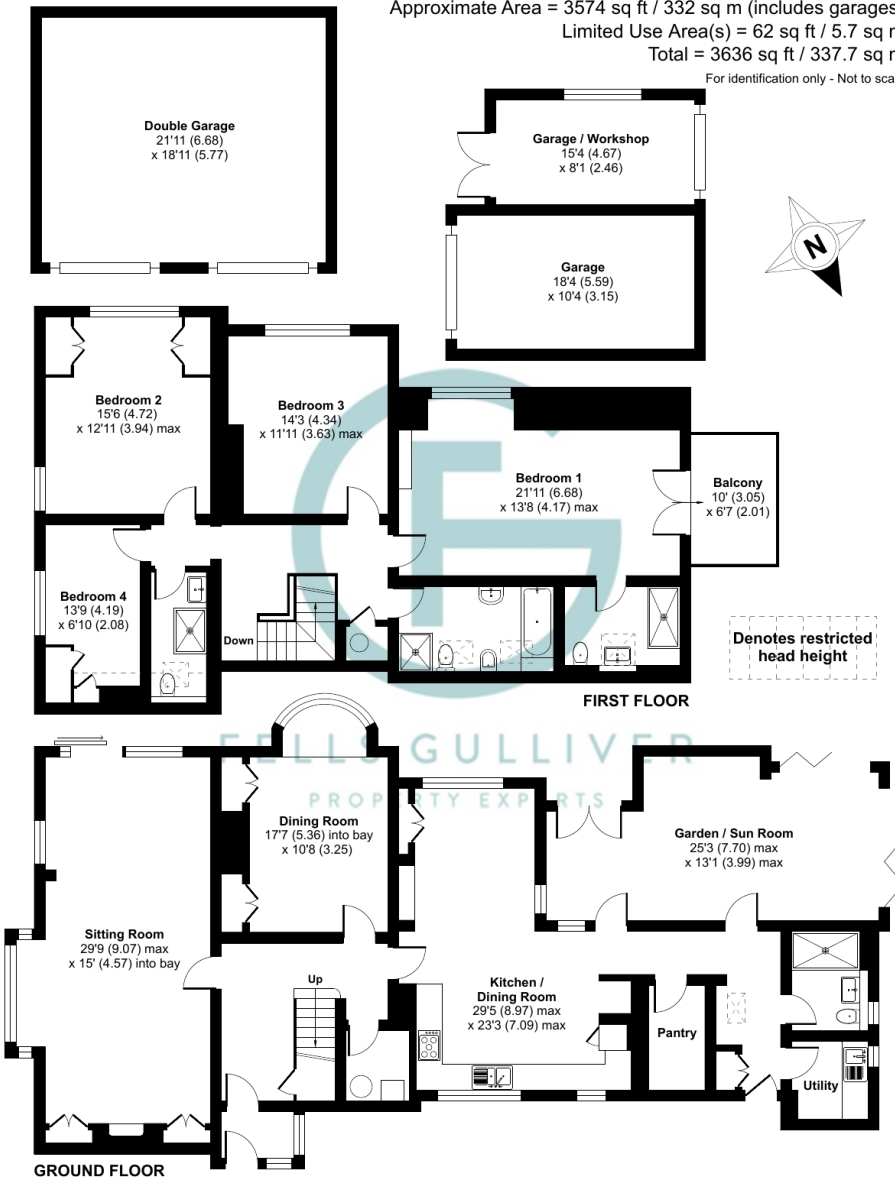 Approximate Area = 3574 sq ft / 332 sq m (includes garages
Limited Use Area(s) = 62 sq ft / 5.7 sq
Total = 3636 sq ft / 337.7 sq
For identification only - Not to sca
Double Garage
21'11 (6.68)
x 18'11 (5.77)
Garage / Workshop
15'4 (4.67)
x 8'1 (2.46)
N
Garage
18'4 (5.59)
x 10'4 (3.15)
Bedroom 2
15'6 (4.72)
x 12'11 (3.94) max
Bedroom 3
14'3 (4.34)
x 11'11 (3.63) max
Bedroom 1
21'11 (6.68)
x 13'8 (4.17) max
Balcony
10' (3.05)
x 6'7 (2.01)
Bedroom 4
13'9 (4.19)
x 6'10 (2.08)
Down
Denotes restricted
head height
FIRST FLOOR
FELLS GULLIVER
PROPERTY EXPERTS
Dining Room
17'7 (5.36) into bay
x 10'8 (3.25)
Garden / Sun Room
25'3 (7.70) max
x 13'1 (3.99) max
Sitting Room
29'9 (9.07) max
x 15' (4.57) into bay
Up
Kitchen /
Dining Room
29'5 (8.97) max
x 23'3 (7.09) max
Pantry
Utility
GROUND FLOOR